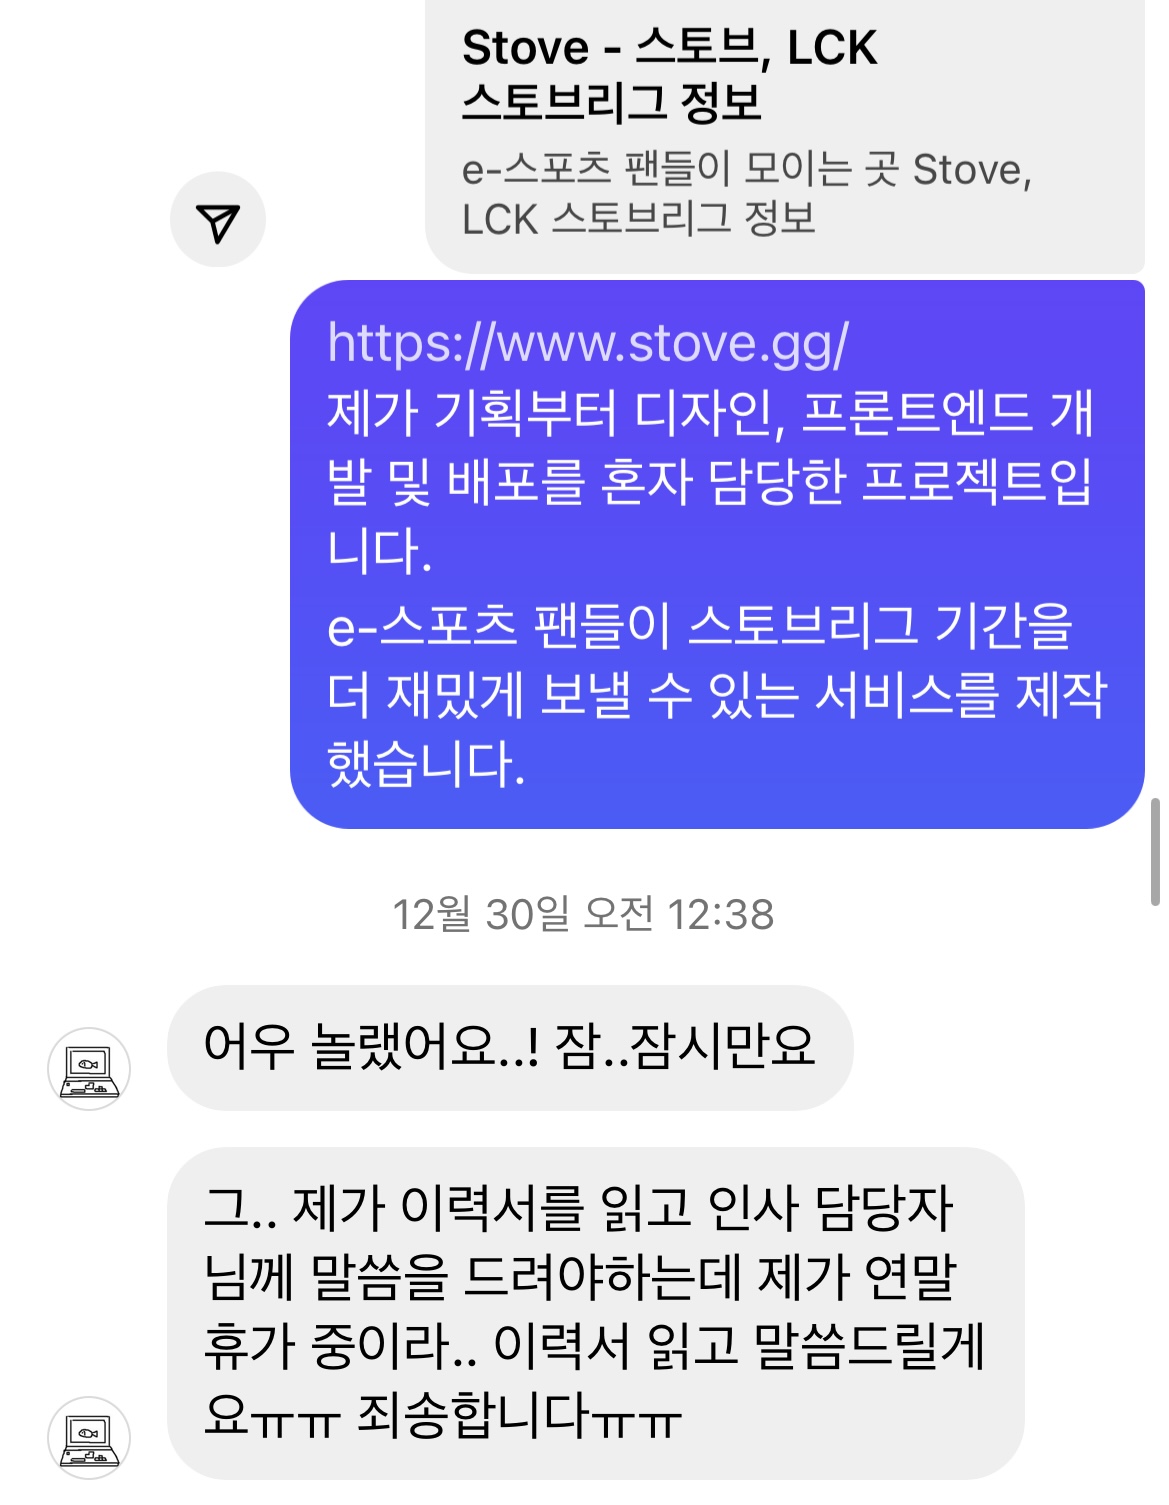 Stove - 스토브, LCK
스토브리그 정보
e-스포츠 팬들이 모이는 곳 Stove,
LCK 스토브리그 정보
https://www.stove.gg/
제가 기획부터 디자인, 프론트엔드 개
발 및 배포를 혼자 담당한 프로젝트입
니다.
e-스포츠 팬들이 스토브리그 기간을
더 재밌게 보낼 수 있는 서비스를 제작
했습니다.
12월 30일 오전 12:38
어우 놀랬어요..! 잠..잠시만요
그.. 제가 이력서를 읽고 인사 담당자
님께 말씀을 드려야하는데 제가 연말
휴가 중이라.. 이력서 읽고 말씀드릴게
요ㅠㅠ 죄송합니다ㅠㅠ